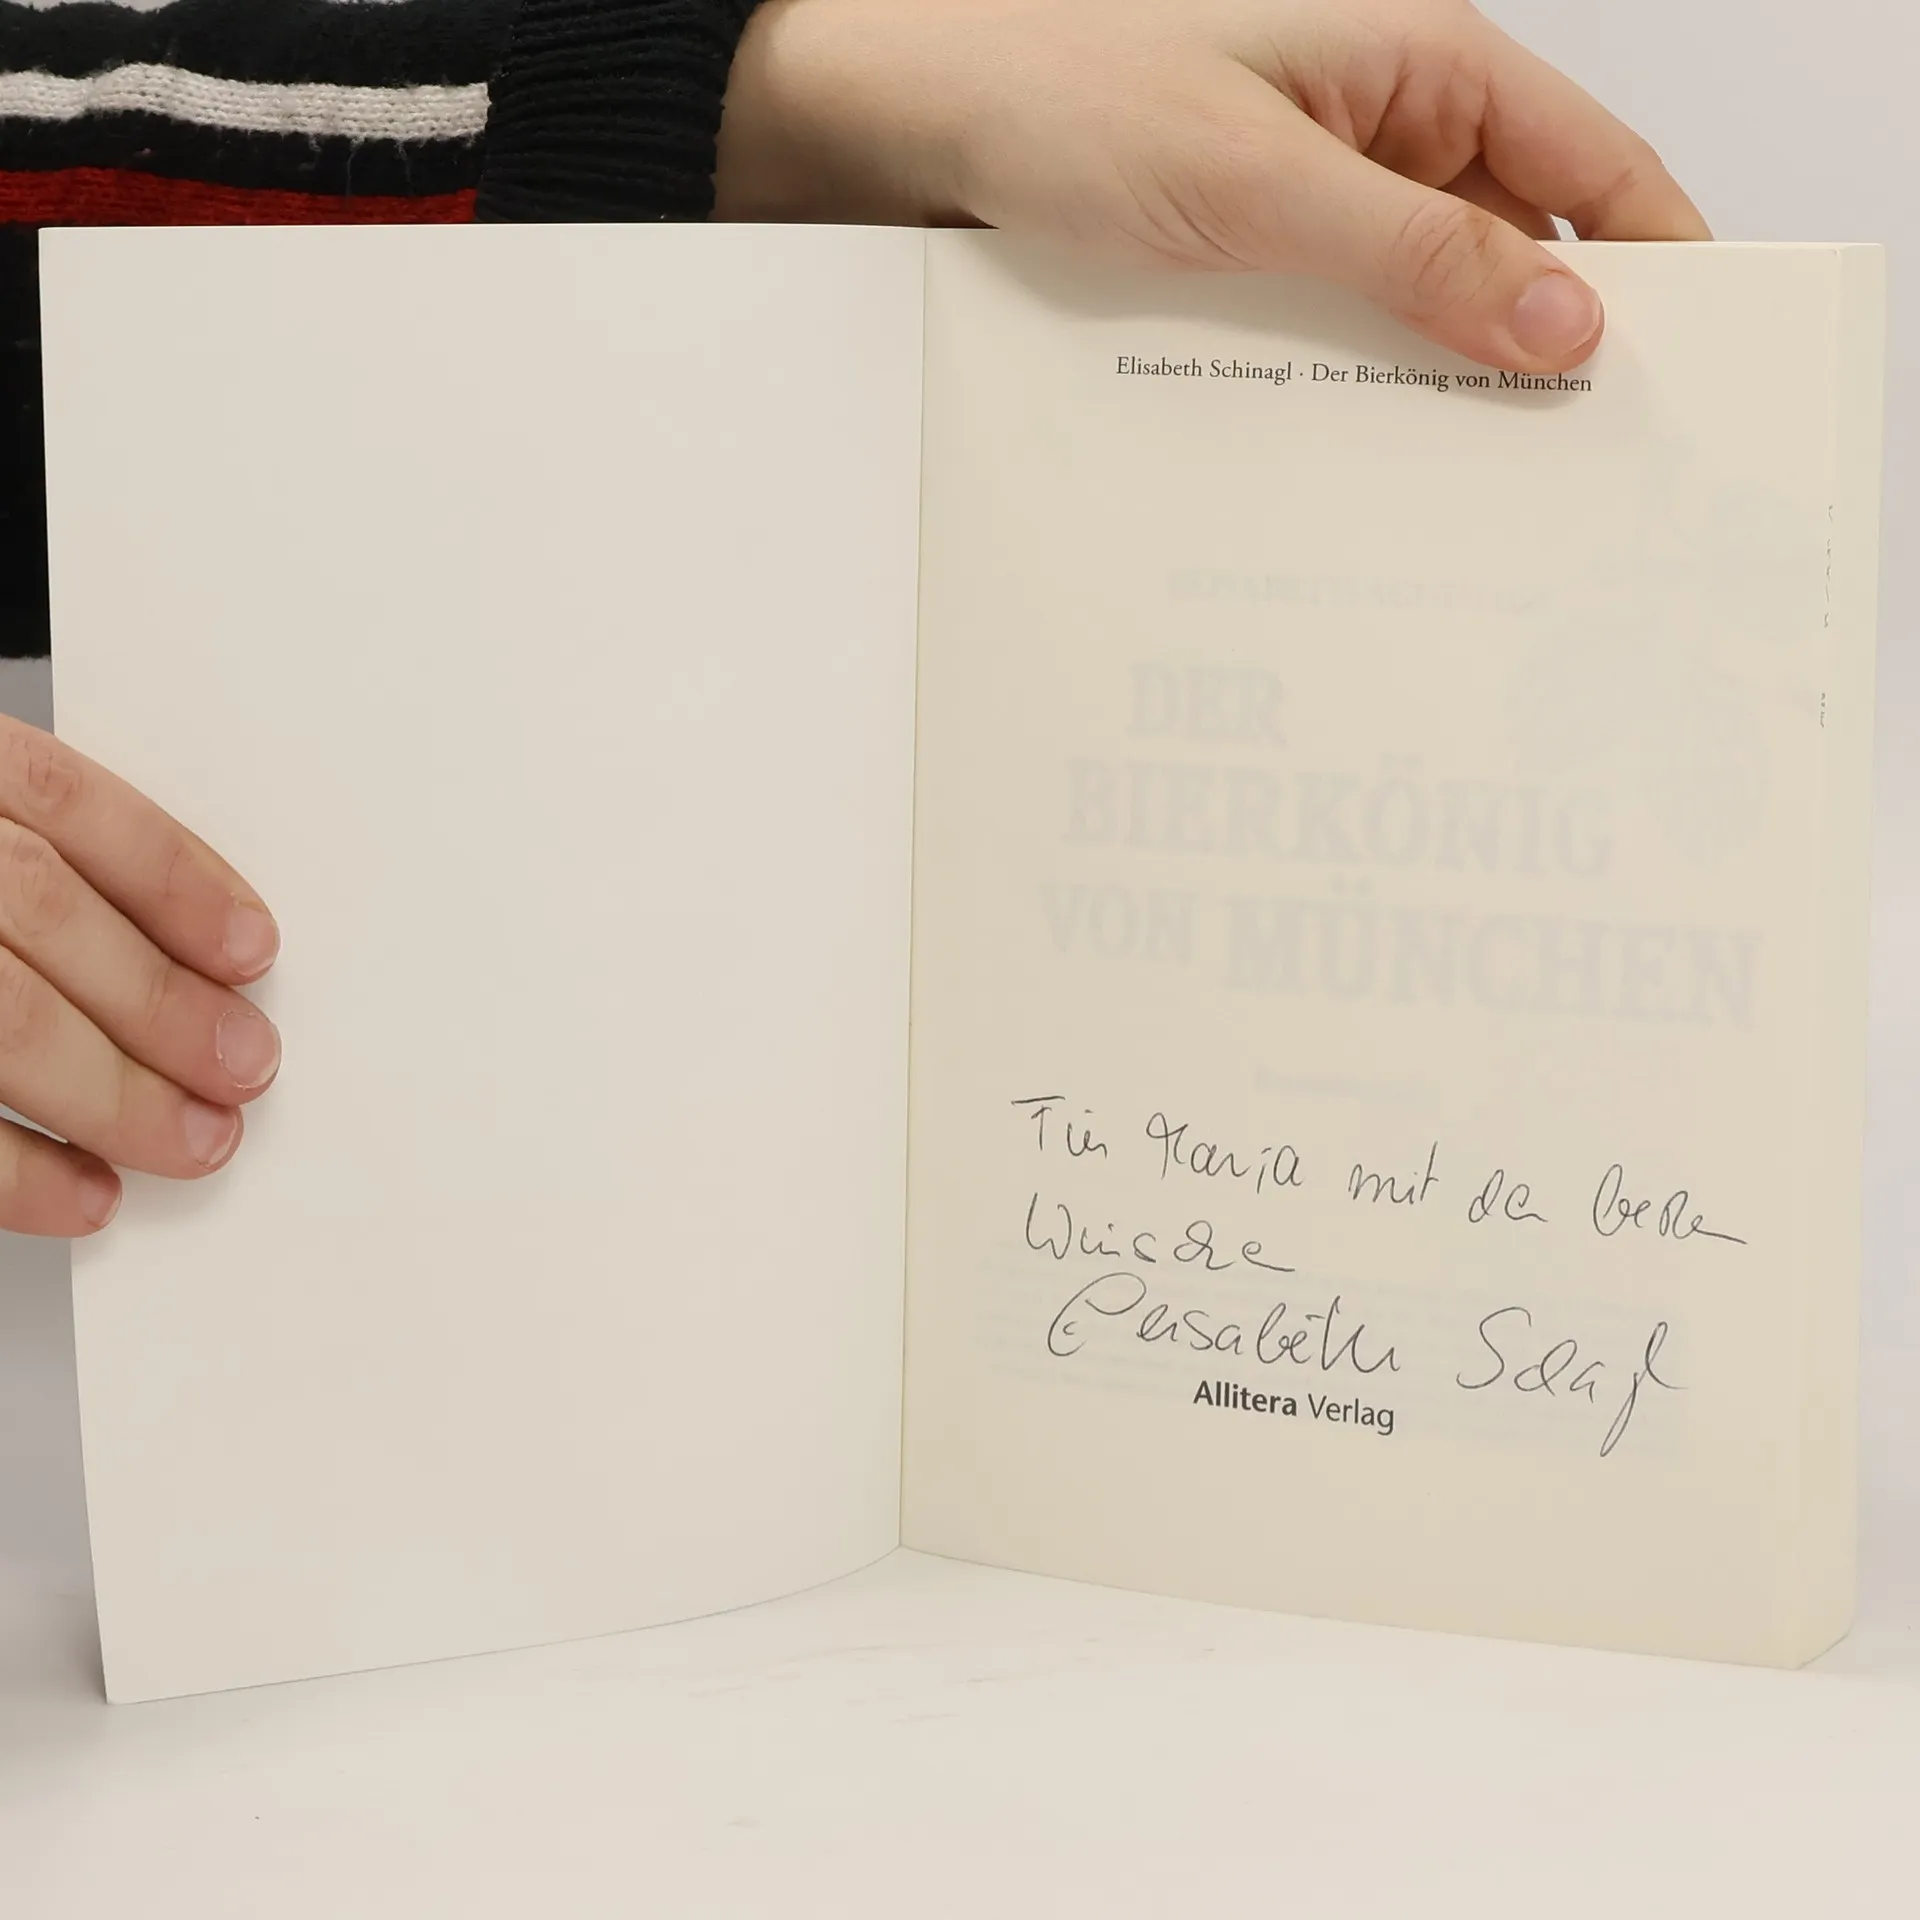 Elisabeth Schinagl · Der Bierkönig von München
DER
BIERKÖNIG
VON MÜNCHEN
Für Marja mit den besten
Wünschen
Elisabeth Schinagl
Allitera Verlag